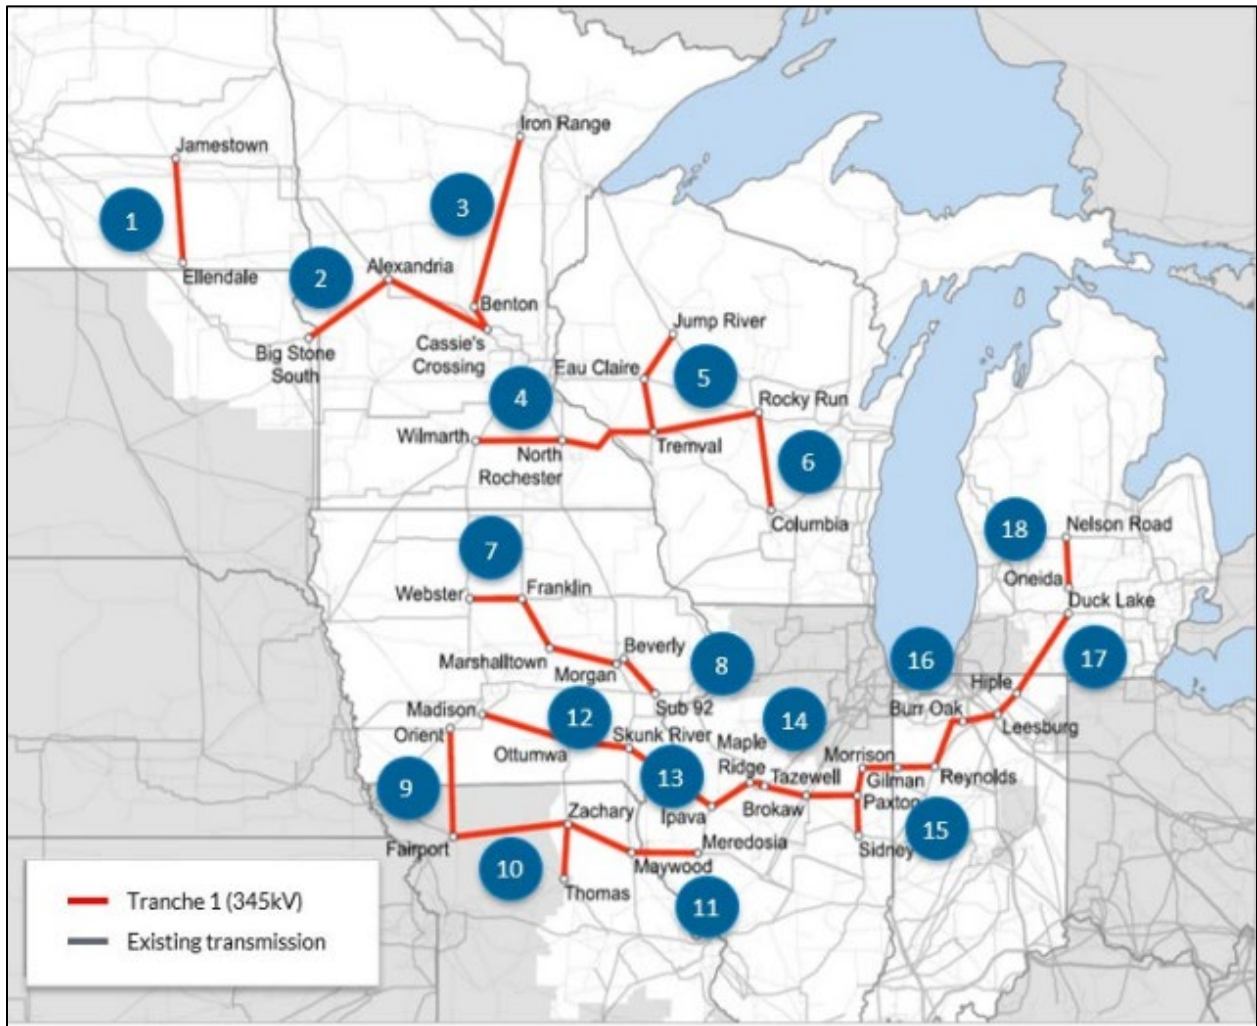 Jamestown
Iron Range
1
3
Ellendale
2
Alexandria
Benton
Cassie's
Crossing
Big Stone
South
Jump River
Eau Claire
5
4
Rocky Run
Wilmarth
North
Rochester
Tremval
6
Columbia
7
18
Nelson Road
Webster
Franklin
Oneida
Duck Lake
Marshalltown
Morgan
Beverly
8
16
17
Sub 92
Hiple
Madison
Orient
12
14
Burr Oak
Leesburg
Ottumwa
Skunk River
Maple
Ridge
Morrison
13
Tazewell
Gilman
Reynolds
9
Ipava
Brokaw
Paxton
15
Zachary
Sidney
Fairport
10
Meredosia
Maywood
Thomas
11
Tranche 1 (345kV)
Existing transmission